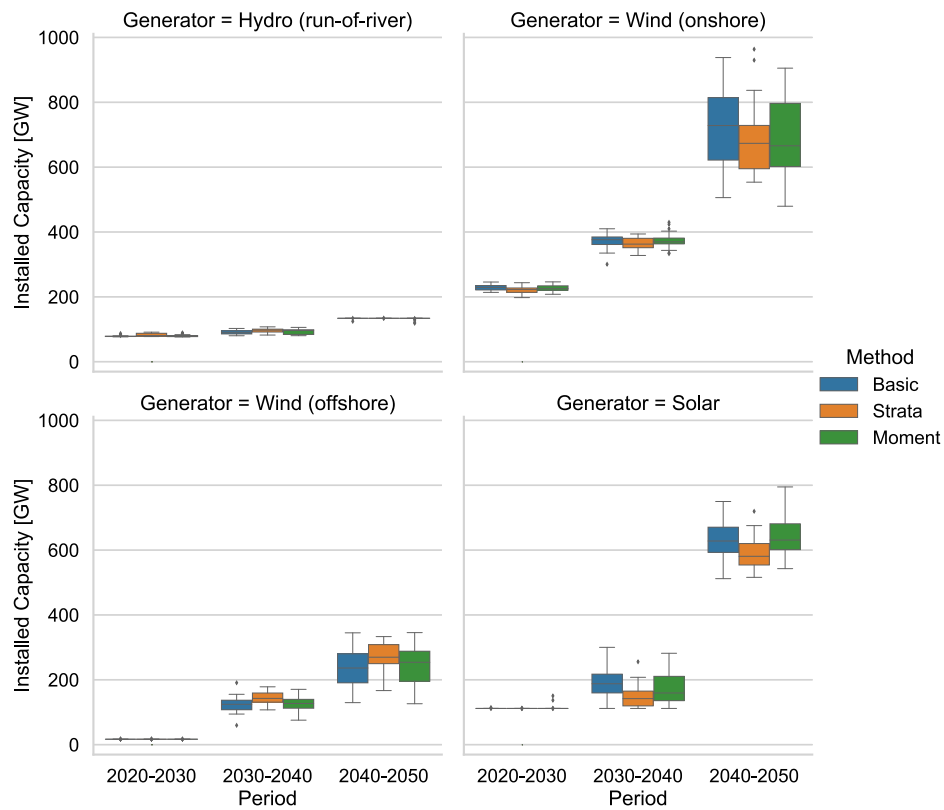 Generator = Hydro (run-of-river)
Generator = Wind (onshore)
Installed Capacity [GW]
1000
800
600
400
200
0
Generator = Wind (offshore)
Generator = Solar
Installed Capacity [GW]
1000
800
600
400
200
0
2020-2030
2030-2040
2040-2050
Period
2020-2030
2030-2040
2040-2050
Period
Method
Basic
Strata
Moment